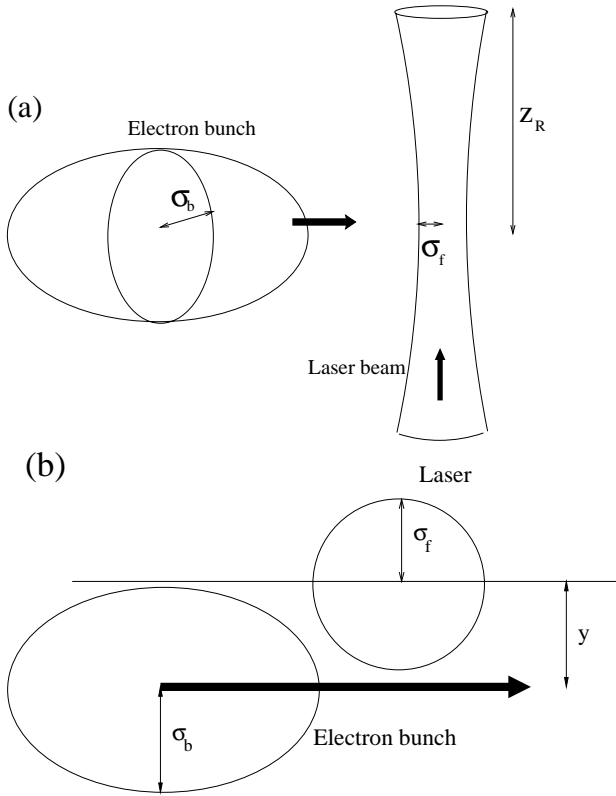 (a)
Electron bunch
σb
zR
σf
Laser beam
(b)
Laser
σf
y
σb
Electron bunch